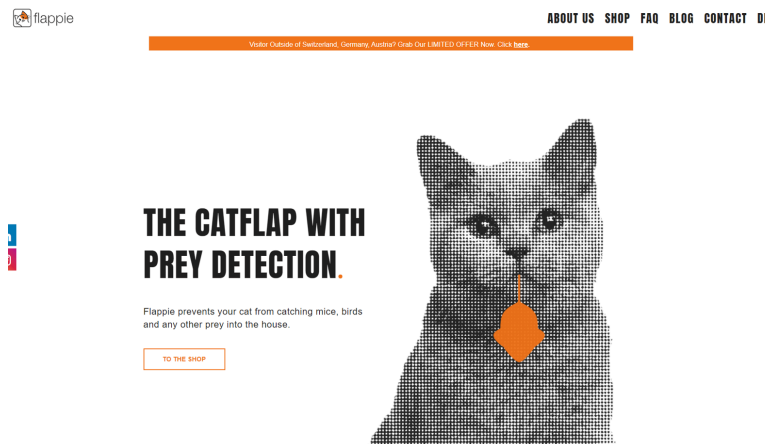 flappie
ABOUT US SHOP FAQ BLOG CONTACT
Visitor Outside of Switzerland, Germany, Austria? Grab Our LIMITED OFFER Now. Click here.
THE CATFLAP WITH
PREY DETECTION.
Flappie prevents your cat from catching mice, birds
and any other prey into the house.
TO THE SHOP